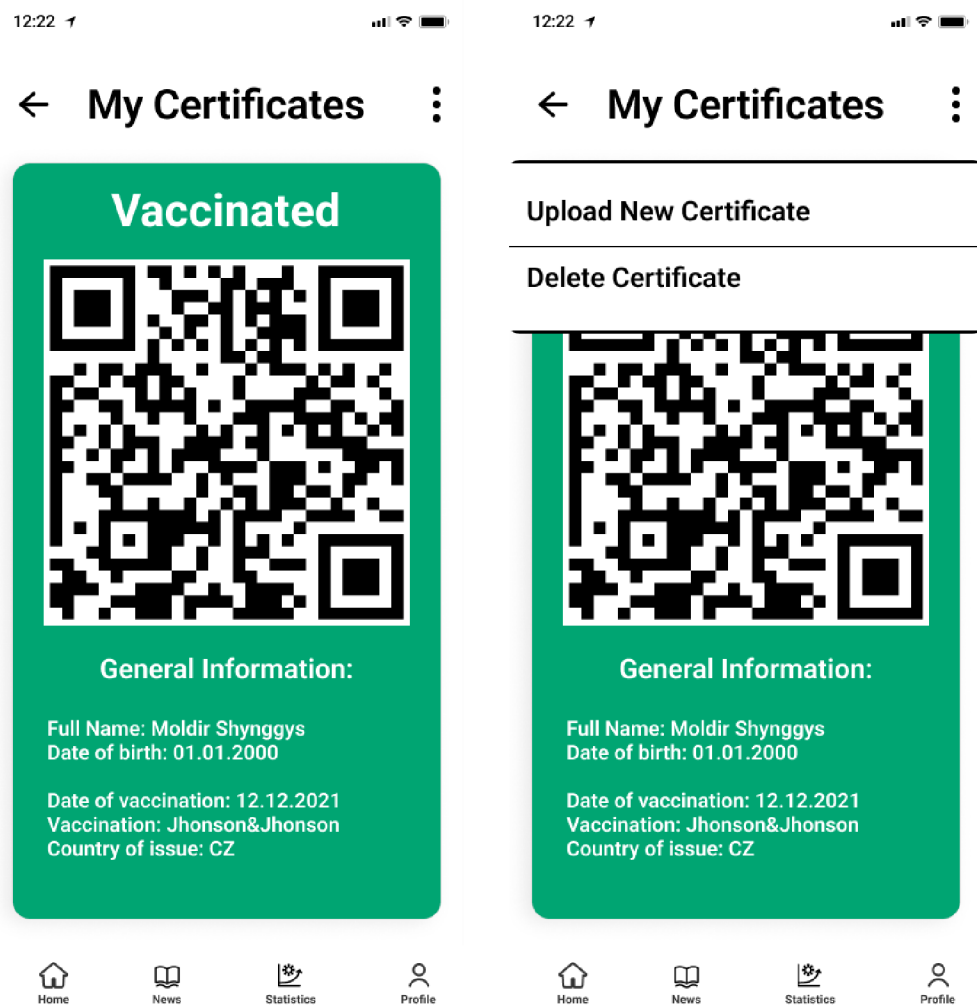 12:22
My Certificates
Vaccinated
General Information:
Full Name: Moldir Shynggys
Date of birth: 01.01.2000
Date of vaccination: 12.12.2021
Vaccination: Jhonson&Jhonson
Country of issue: CZ
Home
News
Statistics
Profile
12:22
My Certificates
Upload New Certificate
Delete Certificate
General Information:
Full Name: Moldir Shynggys
Date of birth: 01.01.2000
Date of vaccination: 12.12.2021
Vaccination: Jhonson&Jhonson
Country of issue: CZ
Home
News
Statistics
Profile